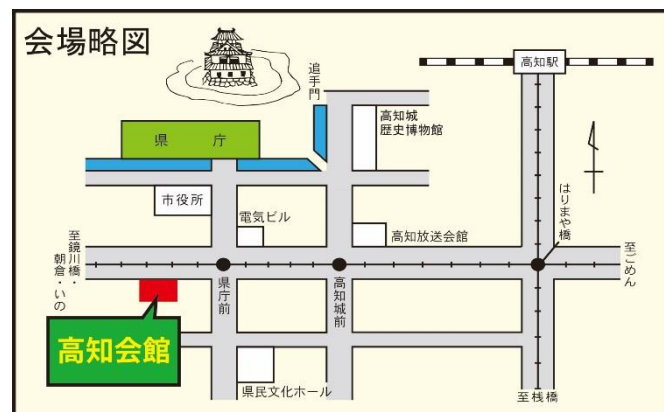 会場略図
追手門
高知駅
高知城
歴史博物館
県庁
市役所
電気ビル
高知放送会館
はりまや橋
至鏡川橋・
朝倉・いの
至ごめん
県庁前
高知城前
高知会館
県民文化ホール
至桟橋